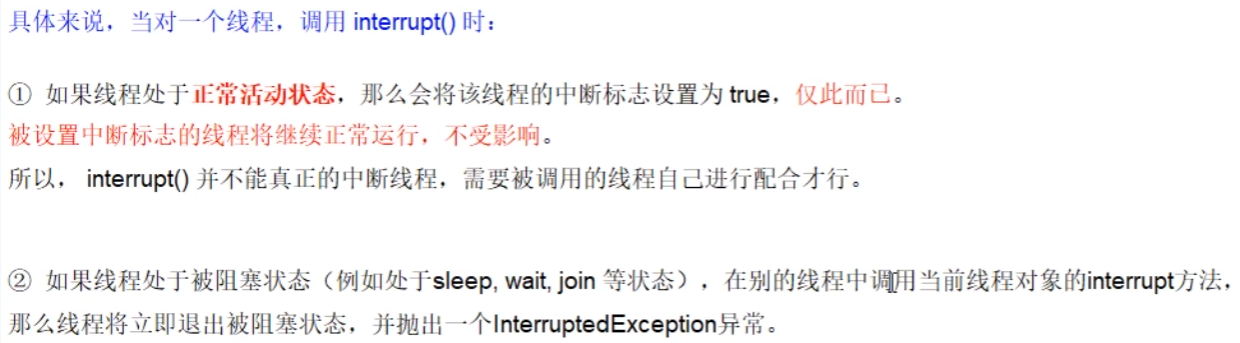 具体来说，当对一个线程，调用 interrupt() 时：
① 如果线程处于正常活动状态，那么会将该线程的中断标志设置为 true，仅此而已。
被设置中断标志的线程将继续正常运行，不受影响。
所以， interrupt() 并不能真正的中断线程，需要被调用的线程自己进行配合才行。
② 如果线程处于被阻塞状态（例如处于sleep, wait, join 等状态），在别的线程中调用当前线程对象的interrupt方法，
那么线程将立即退出被阻塞状态，并抛出一个InterruptedException异常。